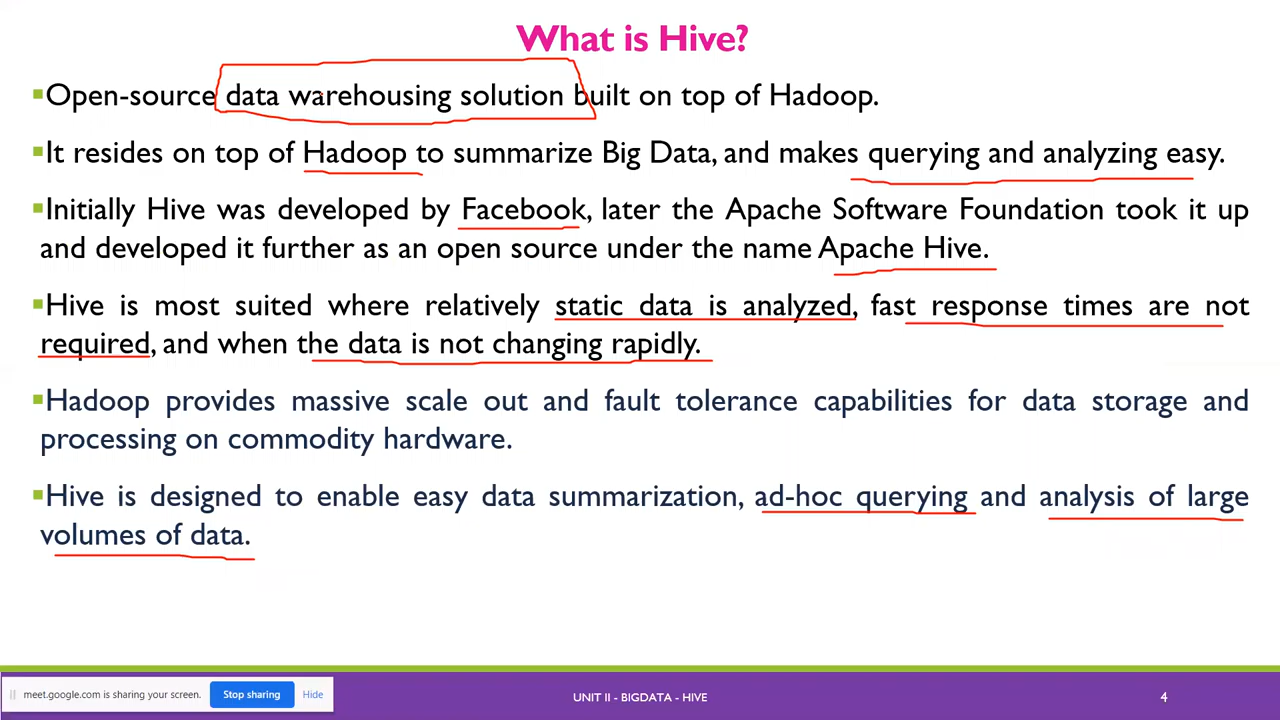 What is Hive?
▪Open-source data warehousing solution built on top of Hadoop.
▪It resides on top of Hadoop to summarize Big Data, and makes querying and analyzing easy.
▪Initially Hive was developed by Facebook, later the Apache Software Foundation took it up
and developed it further as an open source under the name Apache Hive.
▪Hive is most suited where relatively static data is analyzed, fast response times are not
required, and when the data is not changing rapidly.
▪Hadoop provides massive scale out and fault tolerance capabilities for data storage and
processing on commodity hardware.
▪Hive is designed to enable easy data summarization, ad-hoc querying and analysis of large
volumes of data.
meet.google.com is sharing your screen. Stop sharing Hide
UNIT II - BIGDATA - HIVE
4